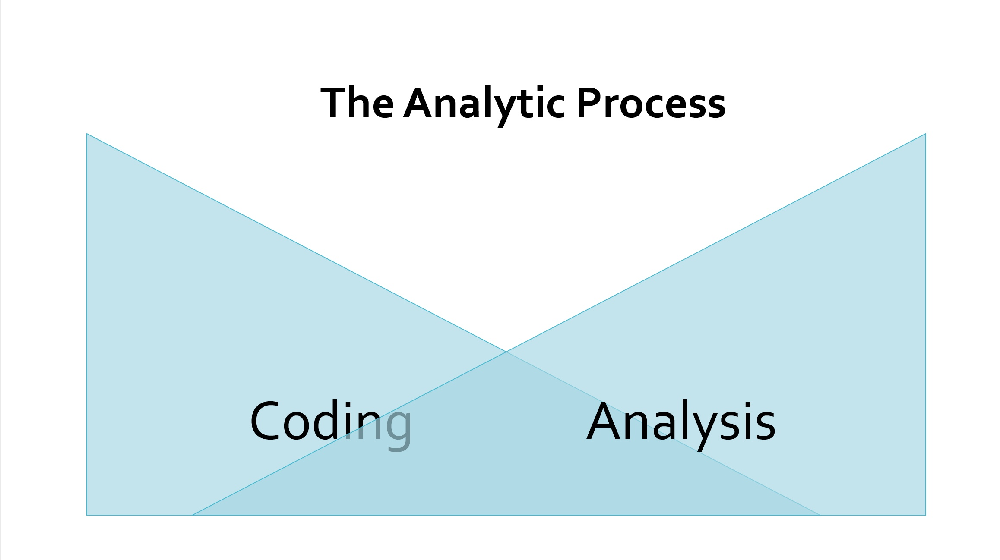 The Analytic Process
Coding
Analysis